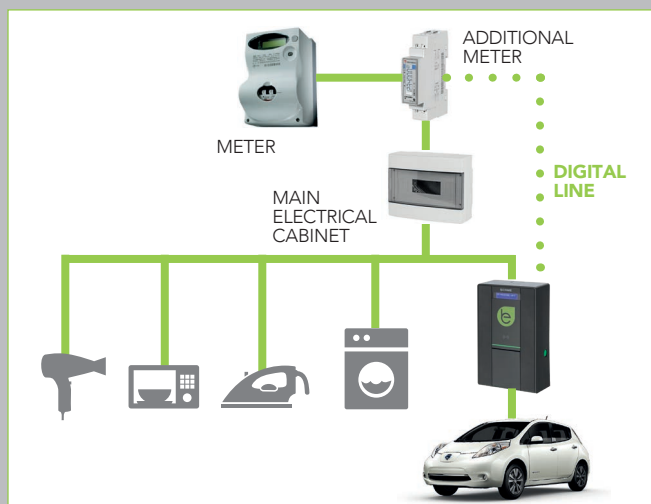 ADDITIONAL
METER
METER
DIGITAL
LINE
MAIN
ELECTRICAL
CABINET